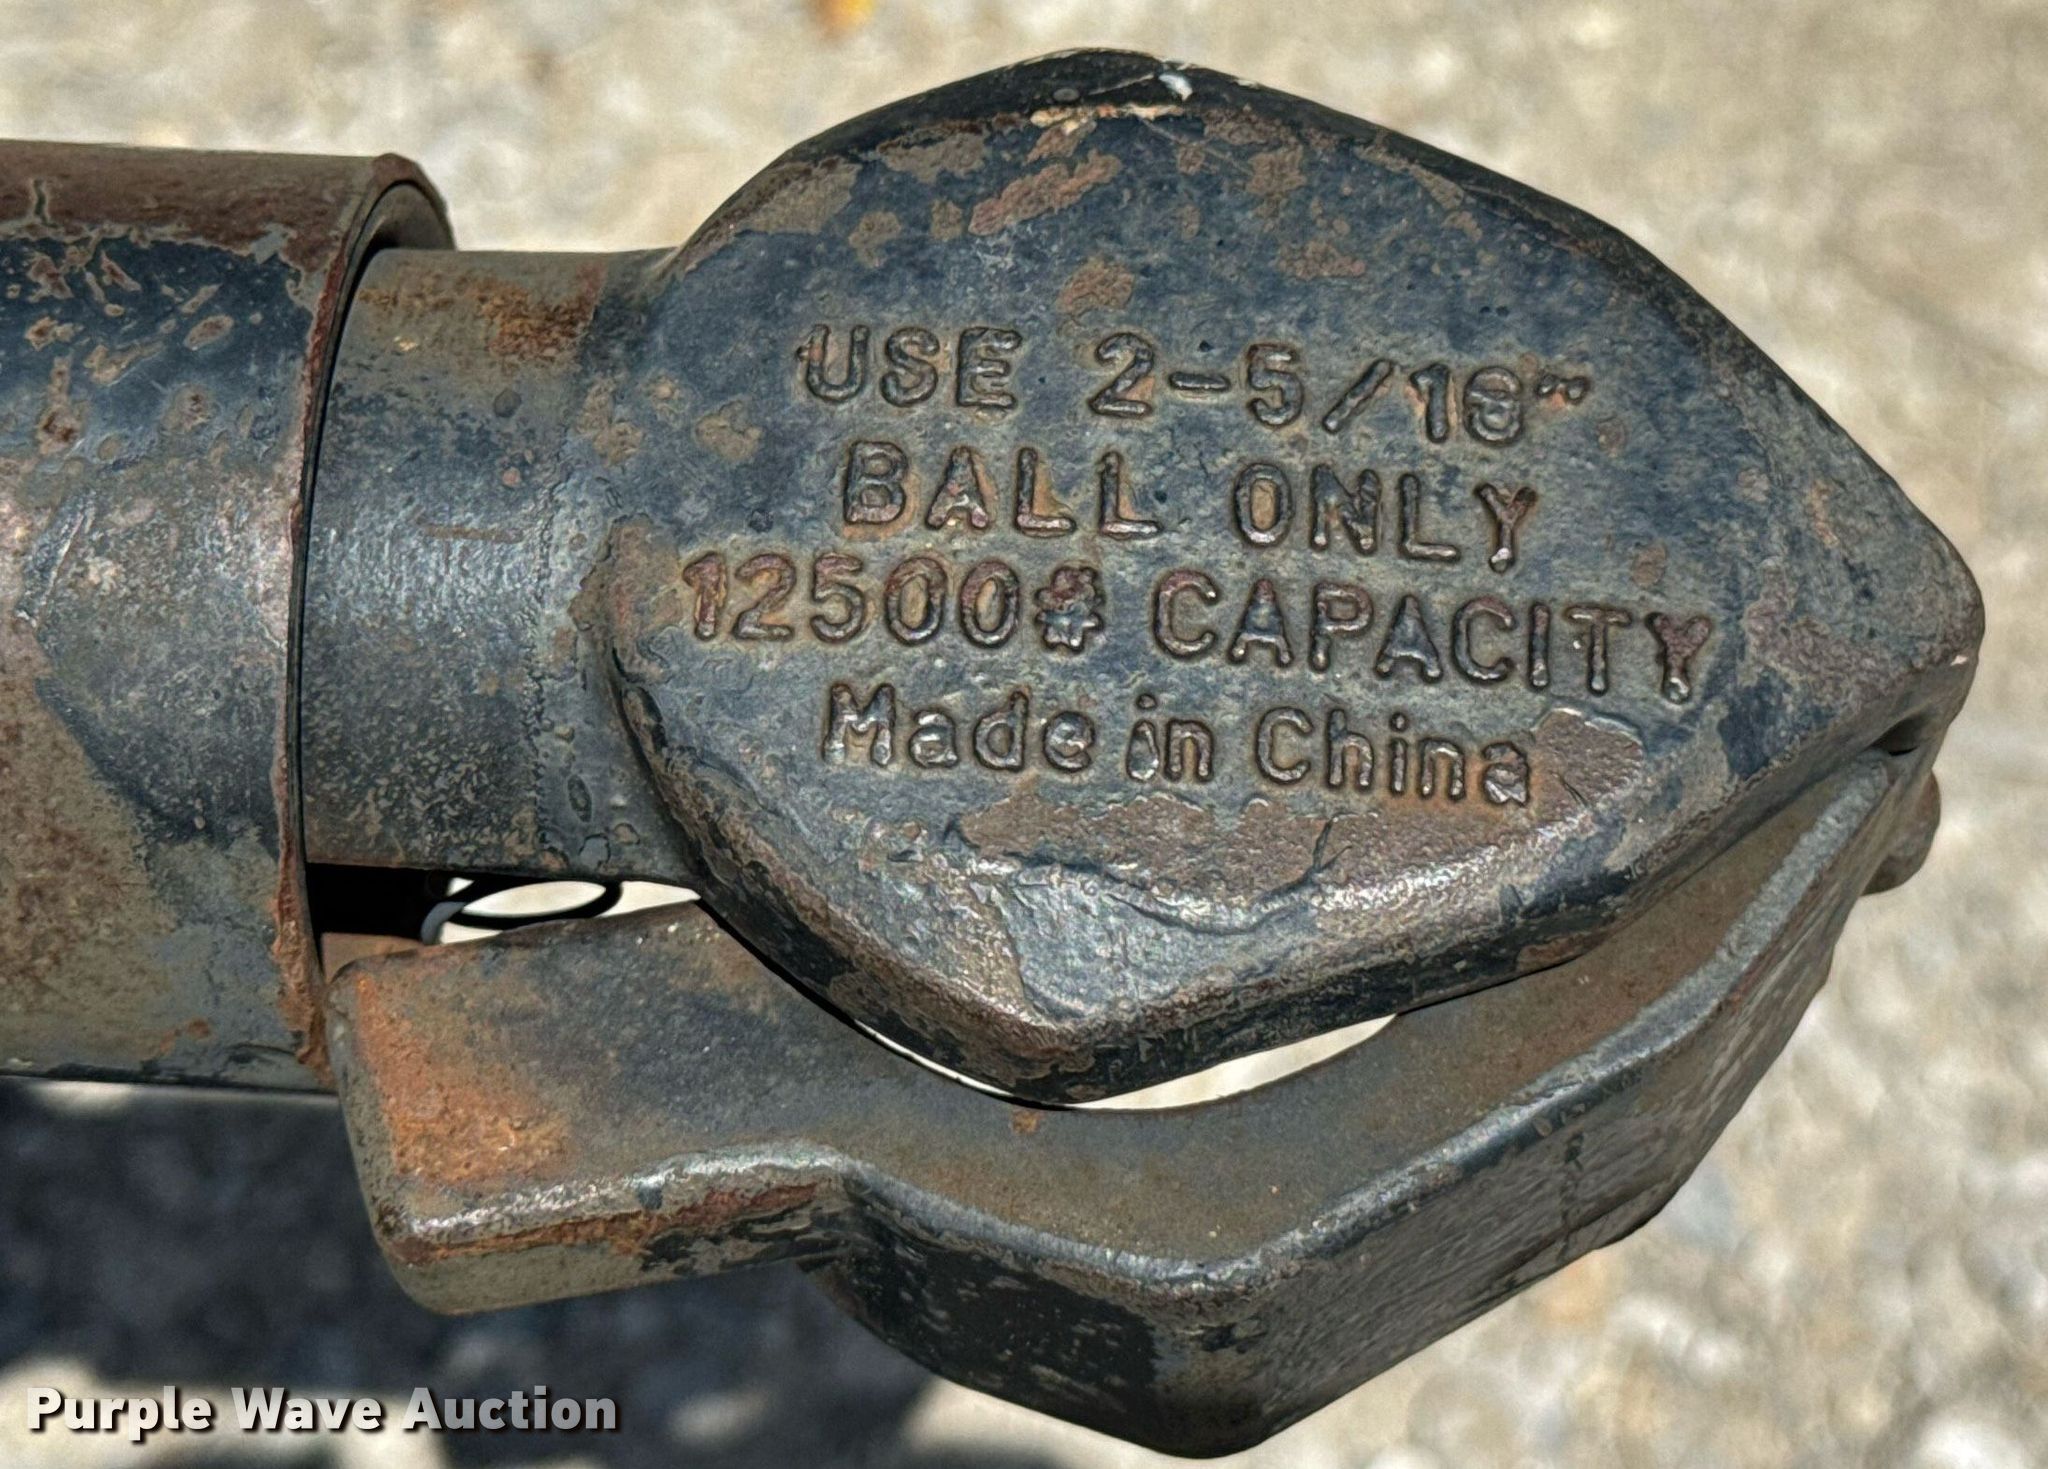 USE 2-5/16"
BALL ONLY
12500# CAPACITY
Made in China
Purple Wave Auction